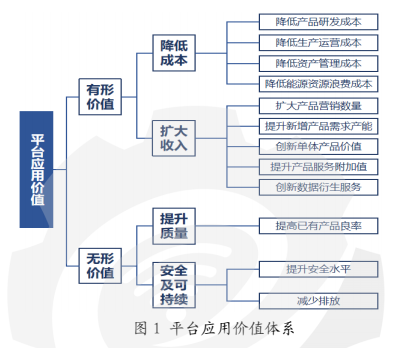 平台应用价值
有形
价值
降低
成本
降低产品研发成本
降低生产运营成本
降低资产管理成本
降低能源资源浪费成本
扩大
收入
扩大产品营销数量
提升新增产品需求产能
创新单体产品价值
提升产品服务附加值
创新数据衍生服务
无形
价值
提升
质量
提高已有产品良率
安全
及可
持续
提升安全水平
减少排放
图 1 平台应用价值体系